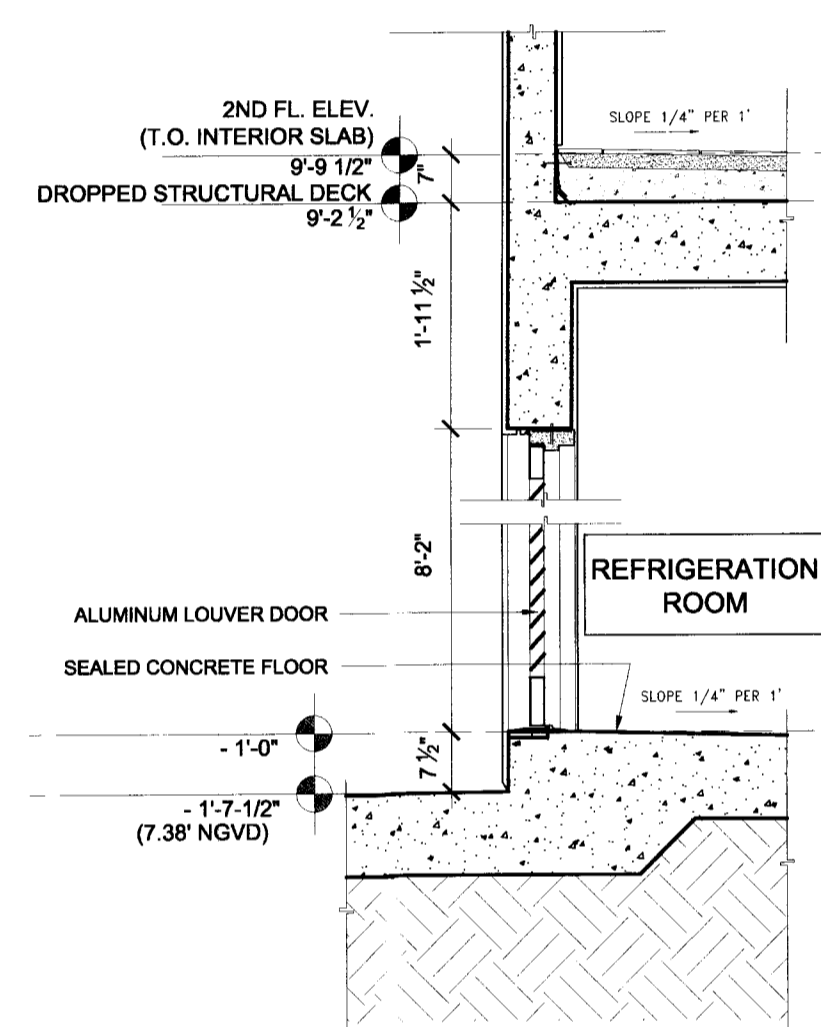 2ND FL. ELEV.
(T.O. INTERIOR SLAB)
9'-9 1/2"
7"
SLOPE 1/4" PER 1'
DROPPED STRUCTURAL DECK
9'-2 ½"
1'-11 ½"
8'-2"
REFRIGERATION
ROOM
ALUMINUM LOUVER DOOR
SEALED CONCRETE FLOOR
SLOPE 1/4" PER 1'
- 1'-0"
7 ½"
- 1'-7-1/2"
(7.38' NGVD)